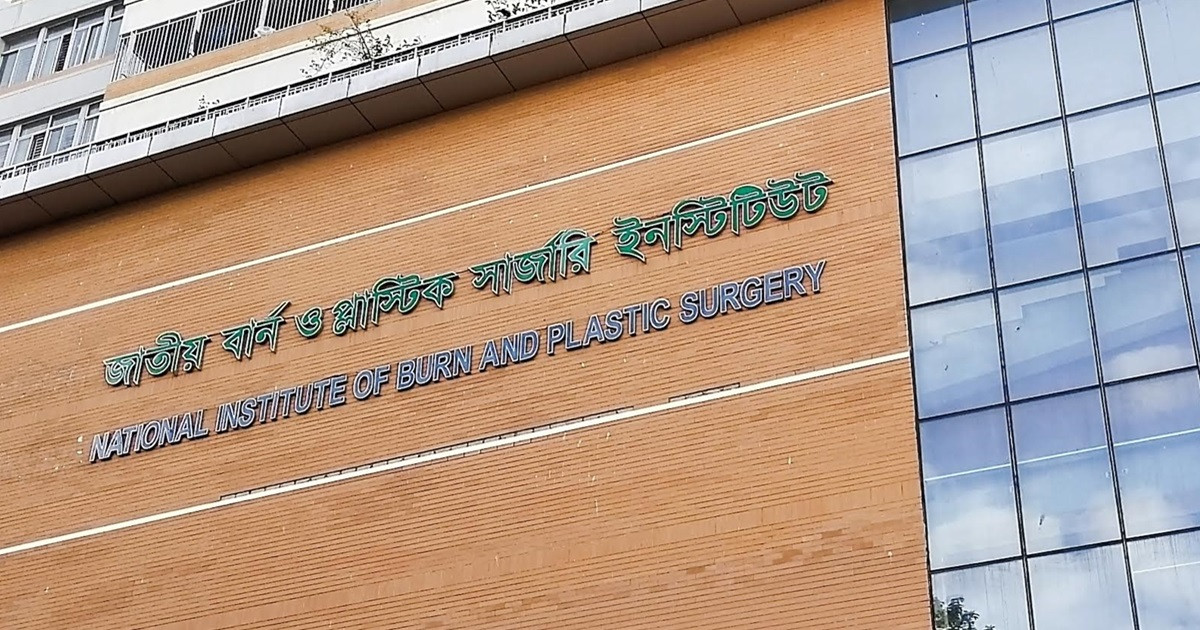 জাতীয় বার্ন ও প্লাস্টিক সার্জারি ইনস্টিটিউট
NATIONAL INSTITUTE OF BURN AND PLASTIC SURGERY